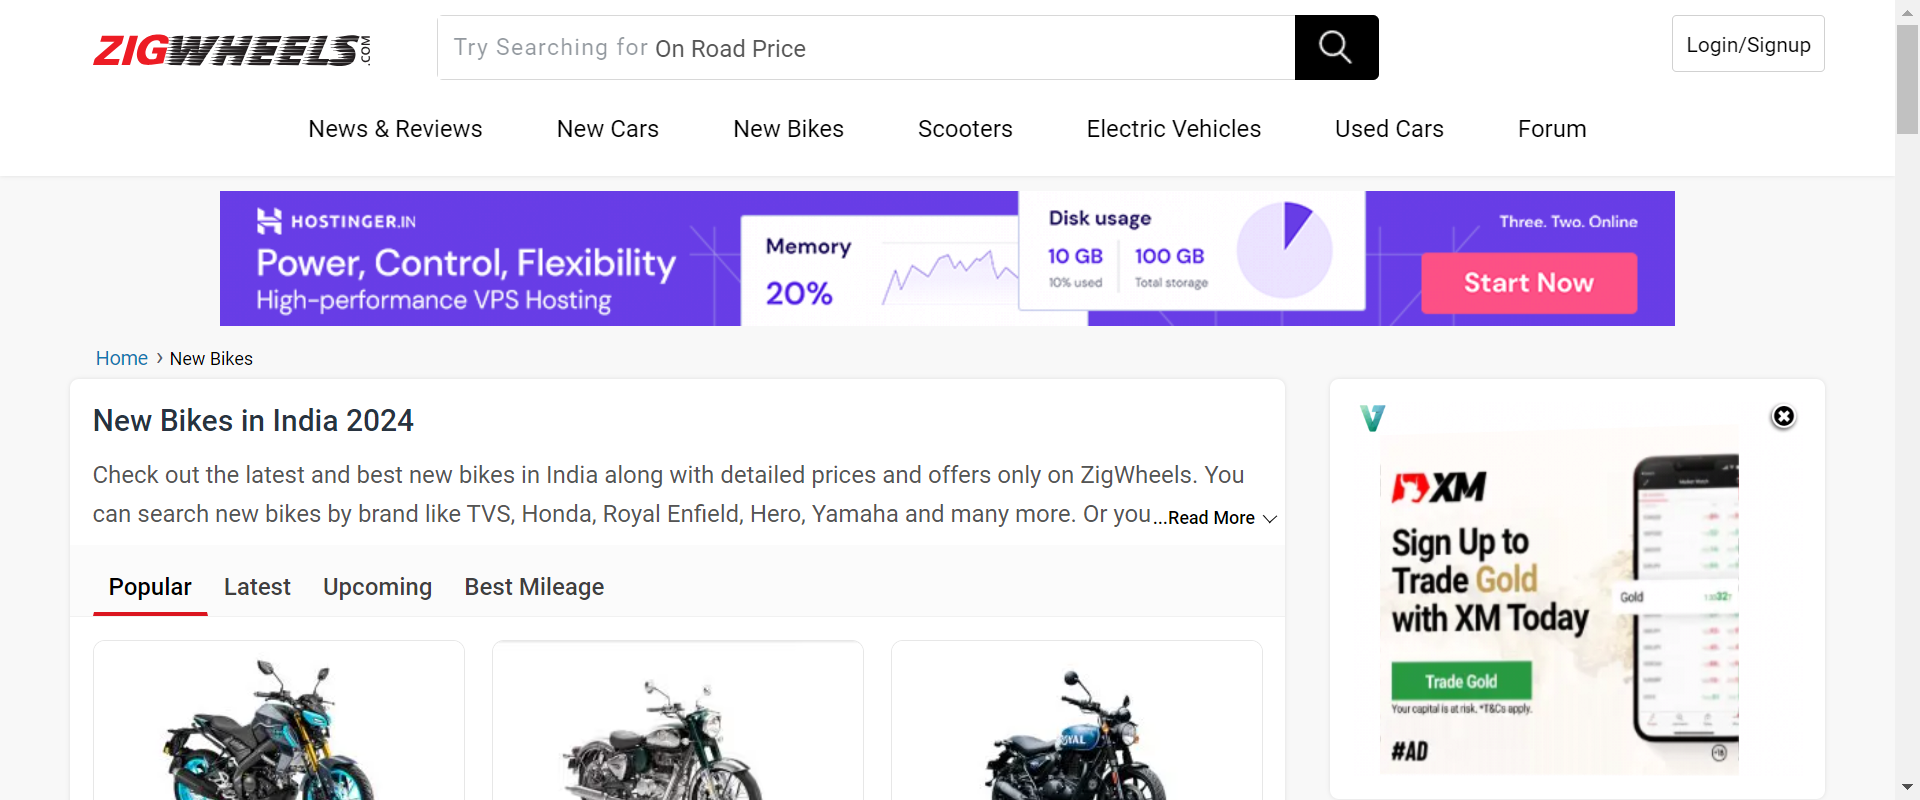 ZIGWHEELS.COM
Try Searching for On Road Price
Login/Signup
News & Reviews New Cars New Bikes Scooters Electric Vehicles Used Cars Forum
HOSTINGER.IN
Power, Control, Flexibility
High-performance VPS Hosting
Memory
20%
Disk usage
10 GB 100 GB
10% used Total storage
Three. Two. Online
Start Now
Home › New Bikes
New Bikes in India 2024
Check out the latest and best new bikes in India along with detailed prices and offers only on ZigWheels. You
can search new bikes by brand like TVS, Honda, Royal Enfield, Hero, Yamaha and many more. Or you ...Read More
Popular Latest Upcoming Best Mileage
ROYAL
XM
Sign Up to
Trade Gold
with XM Today
Gold
Trade Gold
Your capital is at risk. *T&Cs apply.
#AD
+18